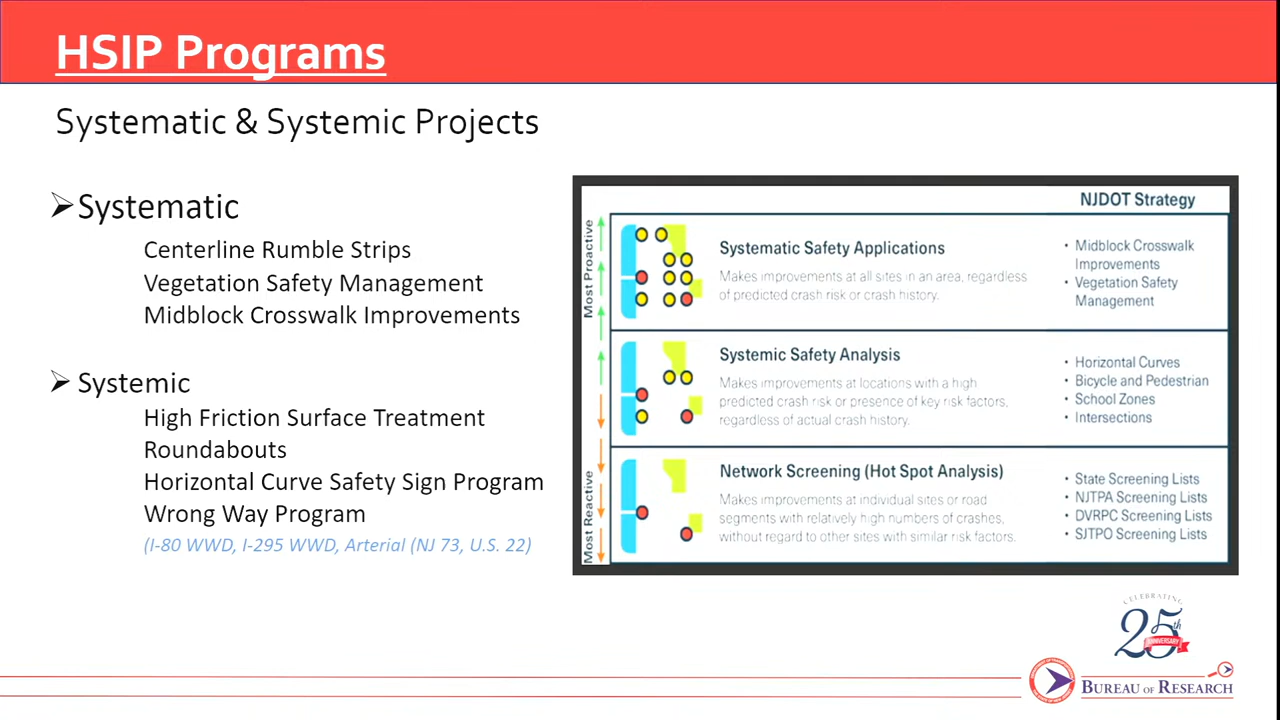 HSIP Programs
Systematic & Systemic Projects
Systematic
Centerline Rumble Strips
Vegetation Safety Management
Midblock Crosswalk Improvements
Systemic
High Friction Surface Treatment
Roundabouts
Horizontal Curve Safety Sign Program
Wrong Way Program
(I-80 WWD, I-295 WWD, Arterial (NJ 73, U.S. 22)
NJDOT Strategy
Most Proactive
Systematic Safety Applications
Makes improvements at all sites in an area, regardless
of predicted crash risk or crash history.
• Midblock Crosswalk
Improvements
• Vegetation Safety
Management
Systemic Safety Analysis
Makes improvements at locations with a high
predicted crash risk or presence of key risk factors,
regardless of actual crash history.
• Horizontal Curves
• Bicycle and Pedestrian
• School Zones
• Intersections
Most Reactive
Network Screening (Hot Spot Analysis)
Makes improvements at individual sites or road
segments with relatively high numbers of crashes,
without regard to other sites with similar risk factors.
• State Screening Lists
• NJTPA Screening Lists
• DVRPC Screening Lists
• SJTPO Screening Lists
CELEBRATING
25th
ANNIVERSARY
BUREAU OF RESEARCH